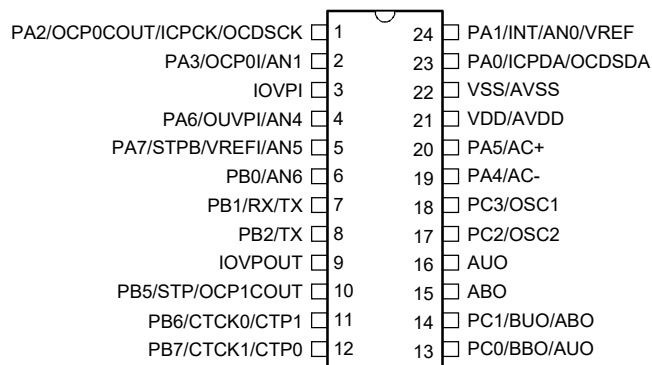 PA2/OCP0COUT/ICPCK/OCDSCK 1 24 PA1/INT/AN0/VREF
PA3/OCP0I/AN1 2 23 PA0/ICPDA/OCDSDA
IOVPI 3 22 VSS/AVSS
PA6/OUVPI/AN4 4 21 VDD/AVDD
PA7/STPB/VREFI/AN5 5 20 PA5/AC+
PB0/AN6 6 19 PA4/AC-
PB1/RX/TX 7 18 PC3/OSC1
PB2/TX 8 17 PC2/OSC2
IOVPOUT 9 16 AUO
PB5/STP/OCP1COUT 10 15 ABO
PB6/CTCK0/CTP1 11 14 PC1/BUO/ABO
PB7/CTCK1/CTP0 12 13 PC0/BBO/AUO